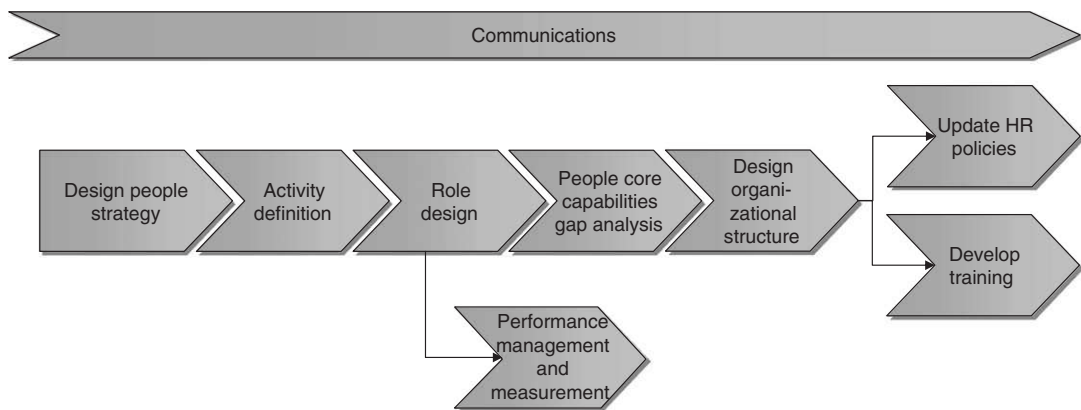 Communications
Update HR
policies
Design people
strategy
Activity
definition
Role
design
People core
capabilities
gap analysis
Design
organi-
zational
structure
Develop
training
Performance
management
and
measurement